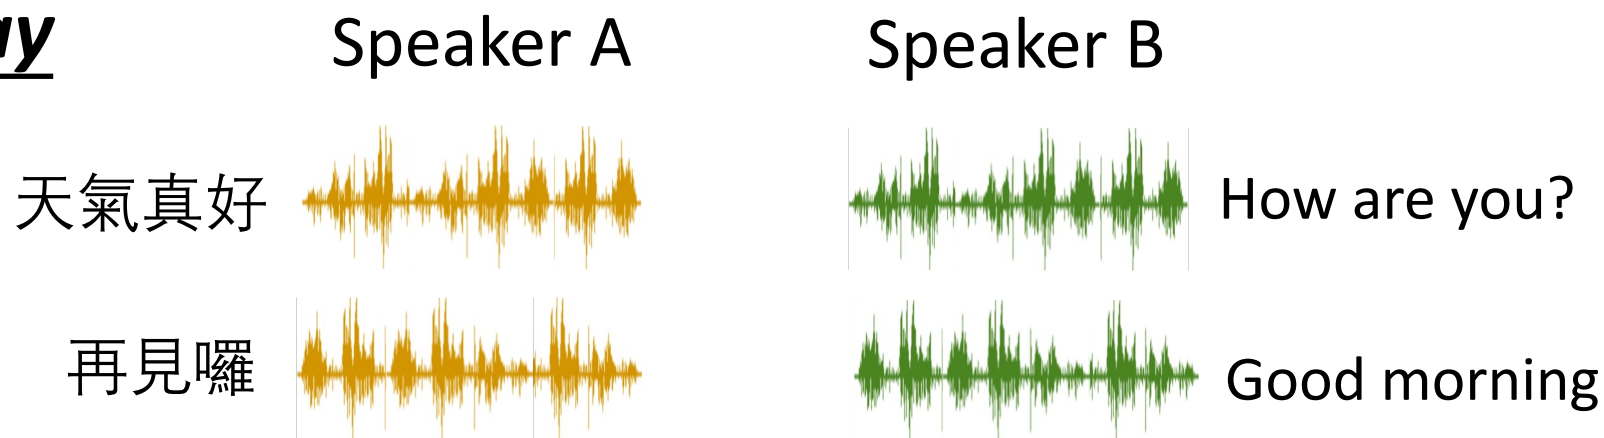 Speaker A
Speaker B
天氣真好
How are you?
再見囉
Good morning